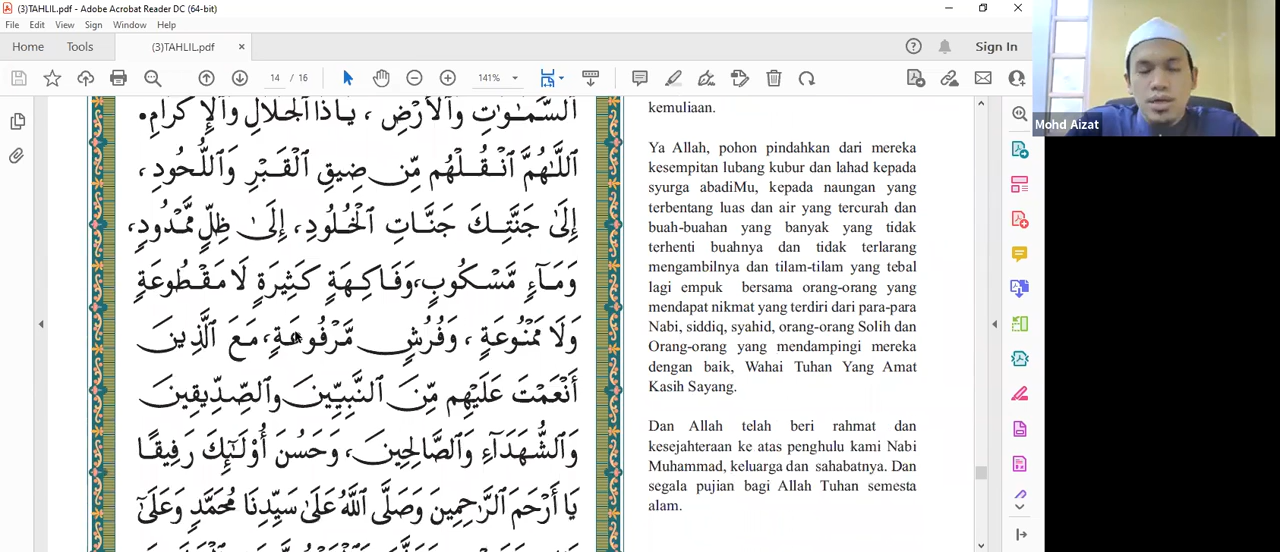 (3)TAHLIL.pdf - Adobe Acrobat Reader DC (64-bit)
File Edit View Sign Window Help
Home Tools (3)TAHLIL.pdf × Sign In
14 / 16 141%
السَّمَـٰوَٰتِ وَالْأَرْضِ ، يَاذَا الْجَلَالِ وَالْإِكْرَامِ.
اللَّـٰهُمَّ انْقُلْهُم مِّن ضِيقِ الْقَبْرِ وَاللُّحُودِ ،
إِلَىٰ جَنَّتِكَ جَنَّاتِ الْخُلُودِ، إِلَى ظِلٍّ مَّمْدُودٍ،
وَمَآءٍ مَّسْكُوبٍ،وَفَاكِهَةٍ كَثِيرَةٍ لَا مَقْطُوعَةٍ
وَلَا مَمْنُوعَةٍ ، وَفُرُشٍ مَّرْفُوعَةٍ، مَعَ الَّذِينَ
أَنْعَمْتَ عَلَيْهِم مِّنَ النَّبِيِّينَ وَالصِّدِّيقِينَ
وَالشُّهَدَآءِ وَالصَّالِحِينَ، وَحَسُنَ أُوْلَـٰٓئِكَ رَفِيقًا
يَا أَرْحَمَ الرَّٰحِمِينَ وَصَلَّى اللَّهُ عَلَىٰ سَيِّدِنَا مُحَمَّدٍ وَعَلَىٰٓ
kemuliaan.
Ya Allah, pohon pindahkan dari mereka
kesempitan lubang kubur dan lahad kepada
syurga abadiMu, kepada naungan yang
terbentang luas dan air yang tercurah dan
buah-buahan yang banyak yang tidak
terhenti buahnya dan tidak terlarang
mengambilnya dan tilam-tilam yang tebal
lagi empuk bersama orang-orang yang
mendapat nikmat yang terdiri dari para-para
Nabi, siddiq, syahid, orang-orang Solih dan
Orang-orang yang mendampingi mereka
dengan baik, Wahai Tuhan Yang Amat
Kasih Sayang.
Dan Allah telah beri rahmat dan
kesejahteraan ke atas penghulu kami Nabi
Muhammad, keluarga dan sahabatnya. Dan
segala pujian bagi Allah Tuhan semesta
alam.
Mohd Aizat